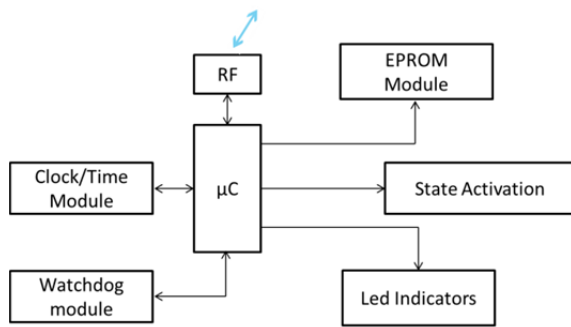 RF
EPROM
Module
Clock/Time
Module
μC
State Activation
Watchdog
module
Led Indicators